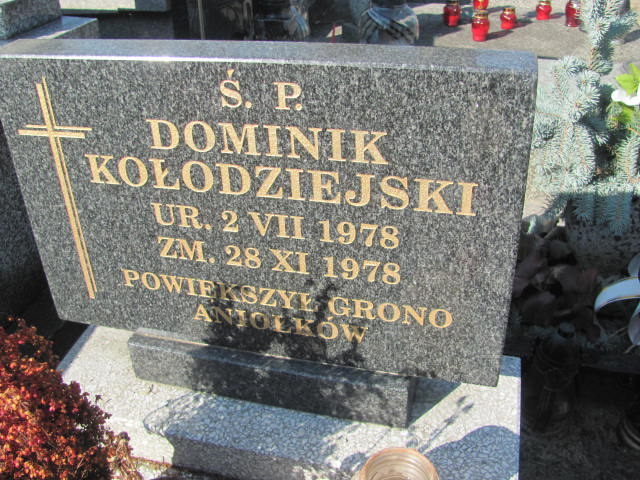 Ś. P.
DOMINIK
KOŁODZIEJSKI
UR. 2 VII 1978
ZM. 28 XI 1978
POWIĘKSZYŁ GRONO
ANIOŁKÓW